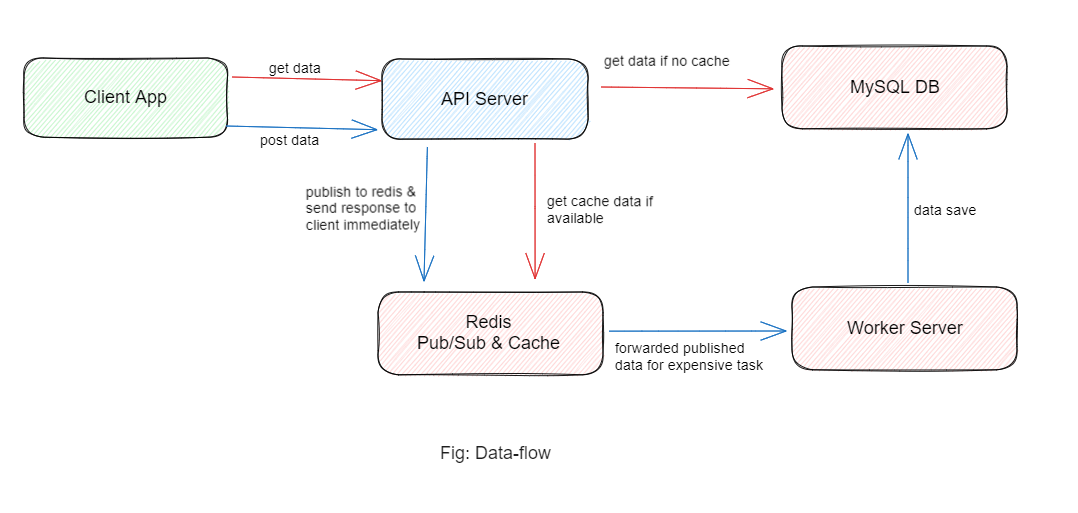 get data if no cache
get data
Client App
API Server
MySQL DB
post data
publish to redis &
send response to
client immediately
get cache data if
available
data save
Redis
Pub/Sub & Cache
Worker Server
forwarded published
data for expensive task
Fig: Data-flow